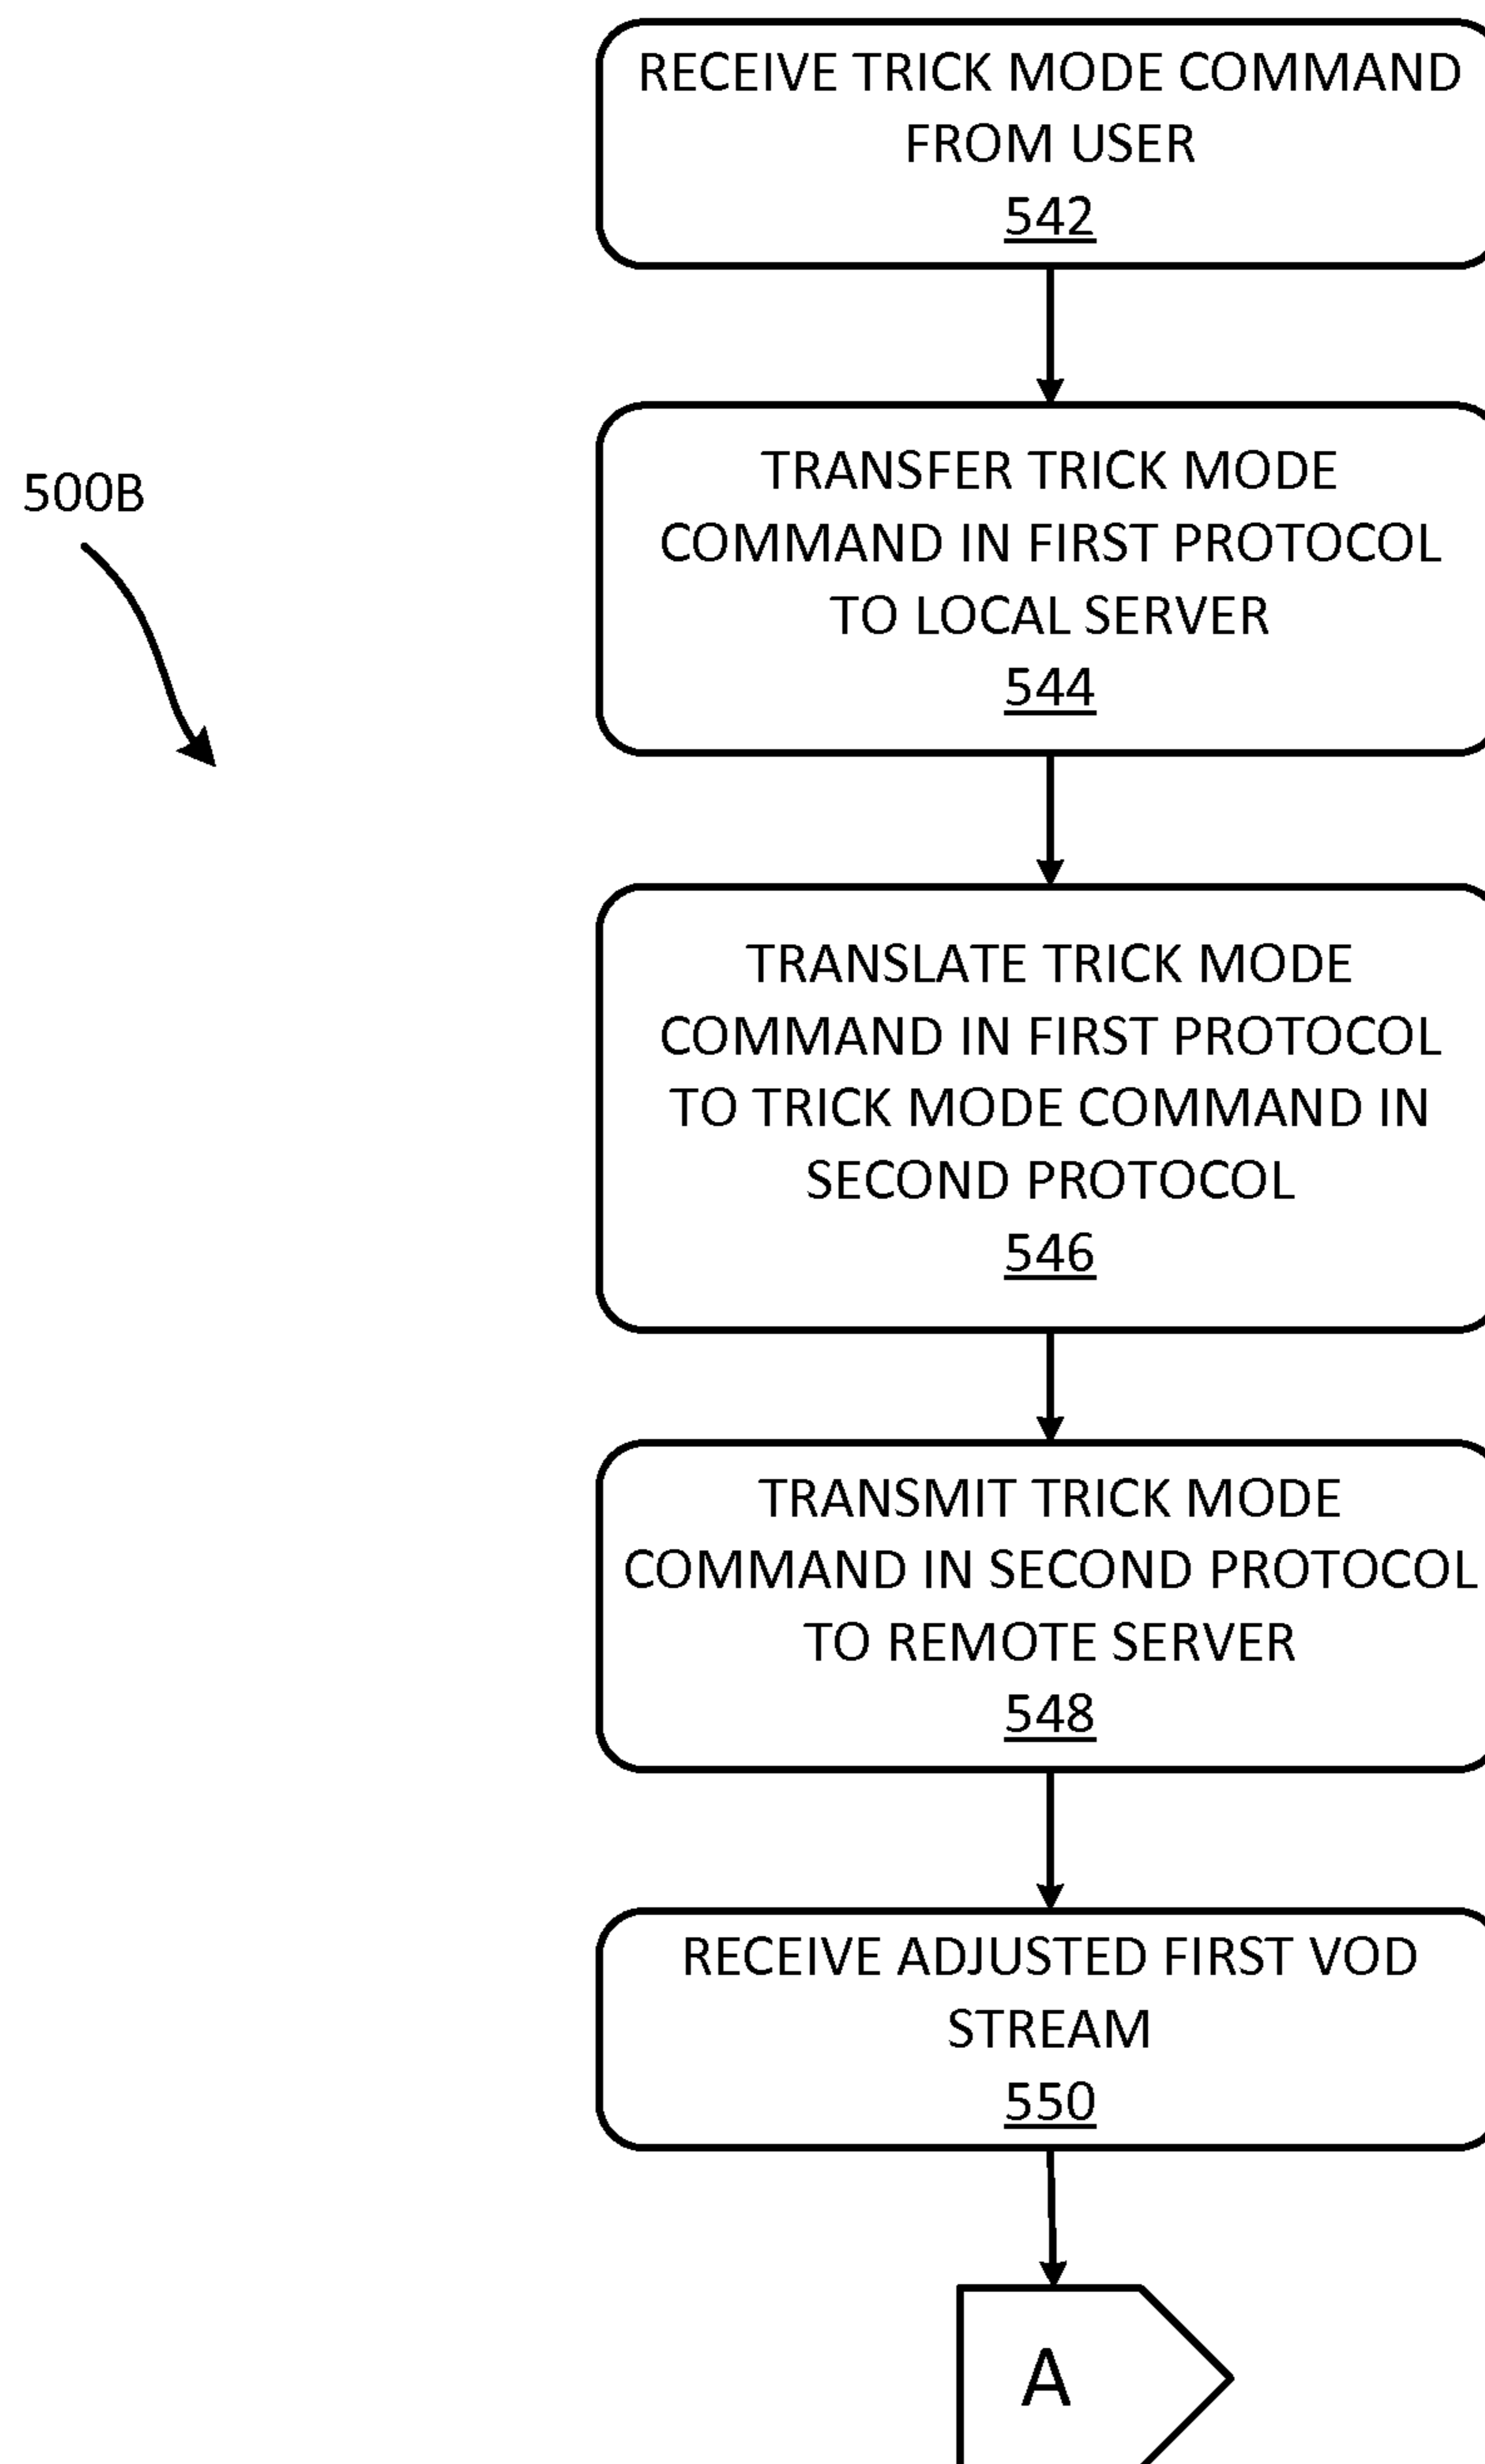 RECEIVE TRICK MODE COMMAND
FROM USER
542
500B
TRANSFER TRICK MODE
COMMAND IN FIRST PROTOCOL
TO LOCAL SERVER
544
TRANSLATE TRICK MODE
COMMAND IN FIRST PROTOCOL
TO TRICK MODE COMMAND IN
SECOND PROTOCOL
546
TRANSMIT TRICK MODE
COMMAND IN SECOND PROTOCOL
TO REMOTE SERVER
548
RECEIVE ADJUSTED FIRST VOD
STREAM
550
A